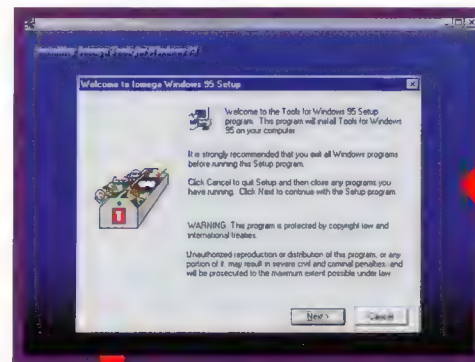 Welcome to Iomega Windows 95 Setup
Welcome to the Tools for Windows 95 Setup
program. This program will install Tools for Windows
95 on your computer.
It is strongly recommended that you exit all Windows programs
before running this Setup program.
Click Cancel to quit Setup and then close any programs you
have running. Click Next to continue with the Setup program.
WARNING: This program is protected by copyright law and
international treaties.
Unauthorized reproduction or distribution of this program, or any
portion of it, may result in severe civil and criminal penalties, and
will be prosecuted to the maximum extent possible under law.
1
Next >
Cancel